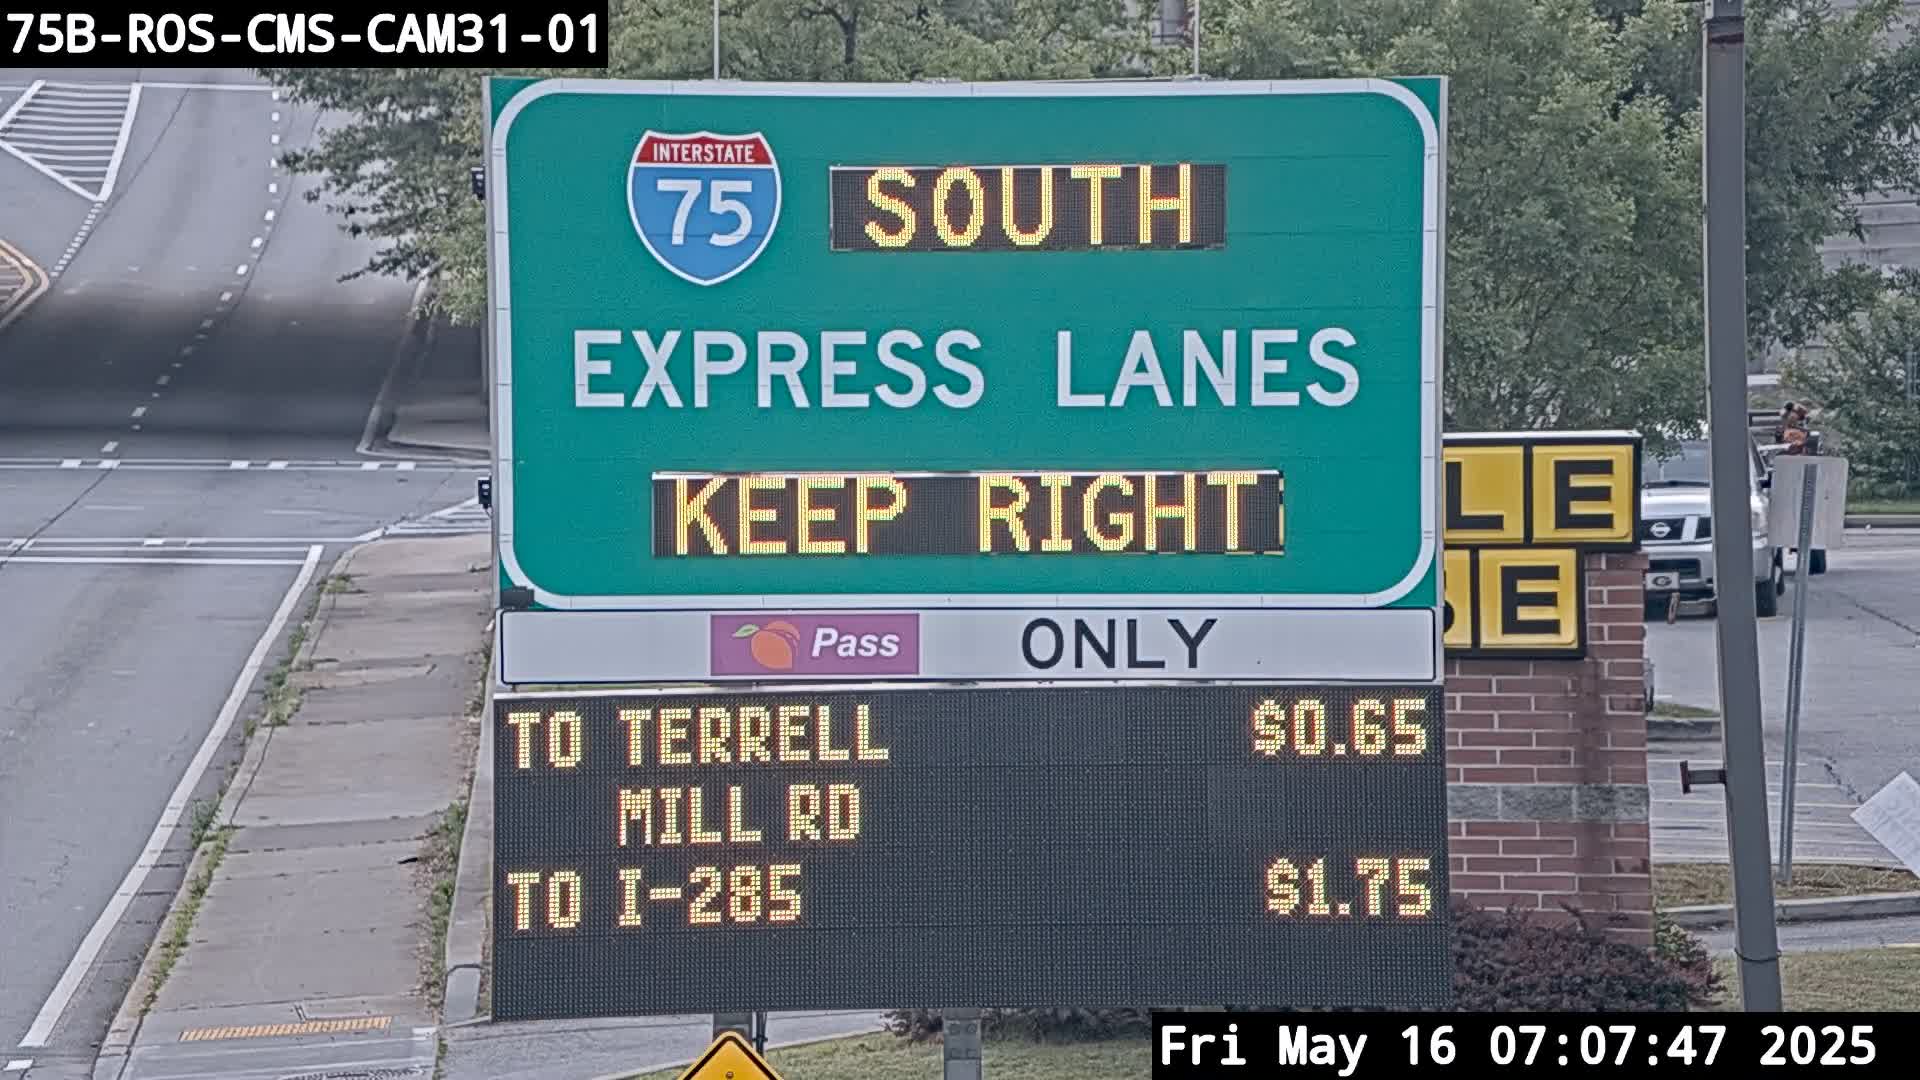 75B-ROS-CMS-CAM31-01
INTERSTATE
75
SOUTH
EXPRESS LANES
KEEP RIGHT
Pass ONLY
TO TERRELL $0.65
MILL RD
TO I-285 $1.75
LE
E
Fri May 16 07:07:47 2025